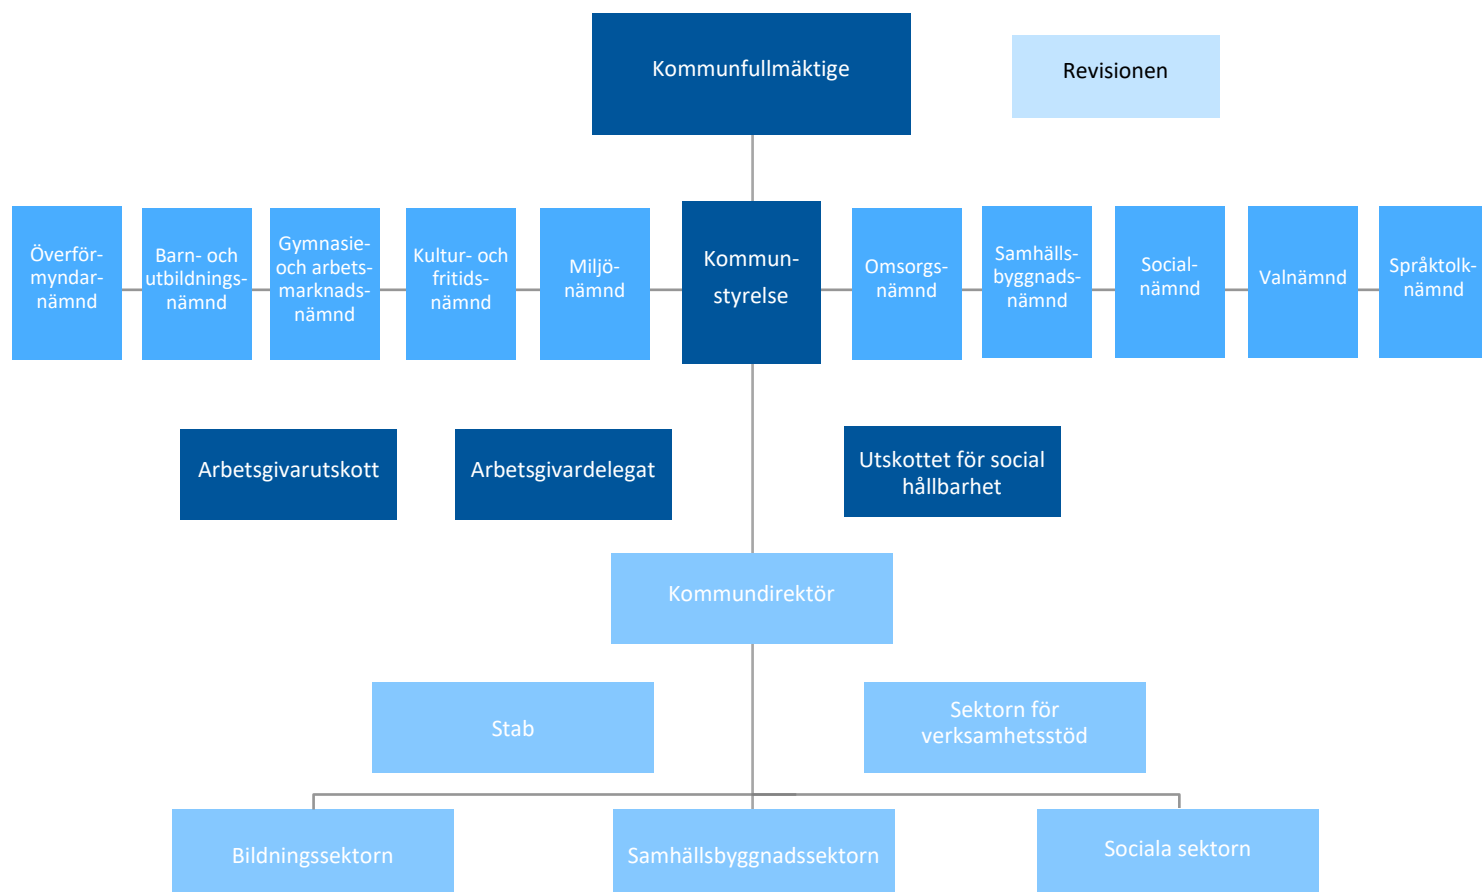 Kommunfullmäktige
Revisionen
Överför-
myndar-
nämnd
Barn- och
utbildnings-
nämnd
Gymnasie-
och arbets-
marknads-
nämnd
Kultur- och
fritids-
nämnd
Miljö-
nämnd
Kommun-
styrelse
Omsorgs-
nämnd
Samhälls-
byggnads-
nämnd
Social-
nämnd
Valnämnd
Språktolk-
nämnd
Arbetsgivarutskott
Arbetsgivardelegat
Utskottet för social
hållbarhet
Kommundirektör
Stab
Sektorn för
verksamhetsstöd
Bildningssektorn
Samhällsbyggnadssektorn
Sociala sektorn